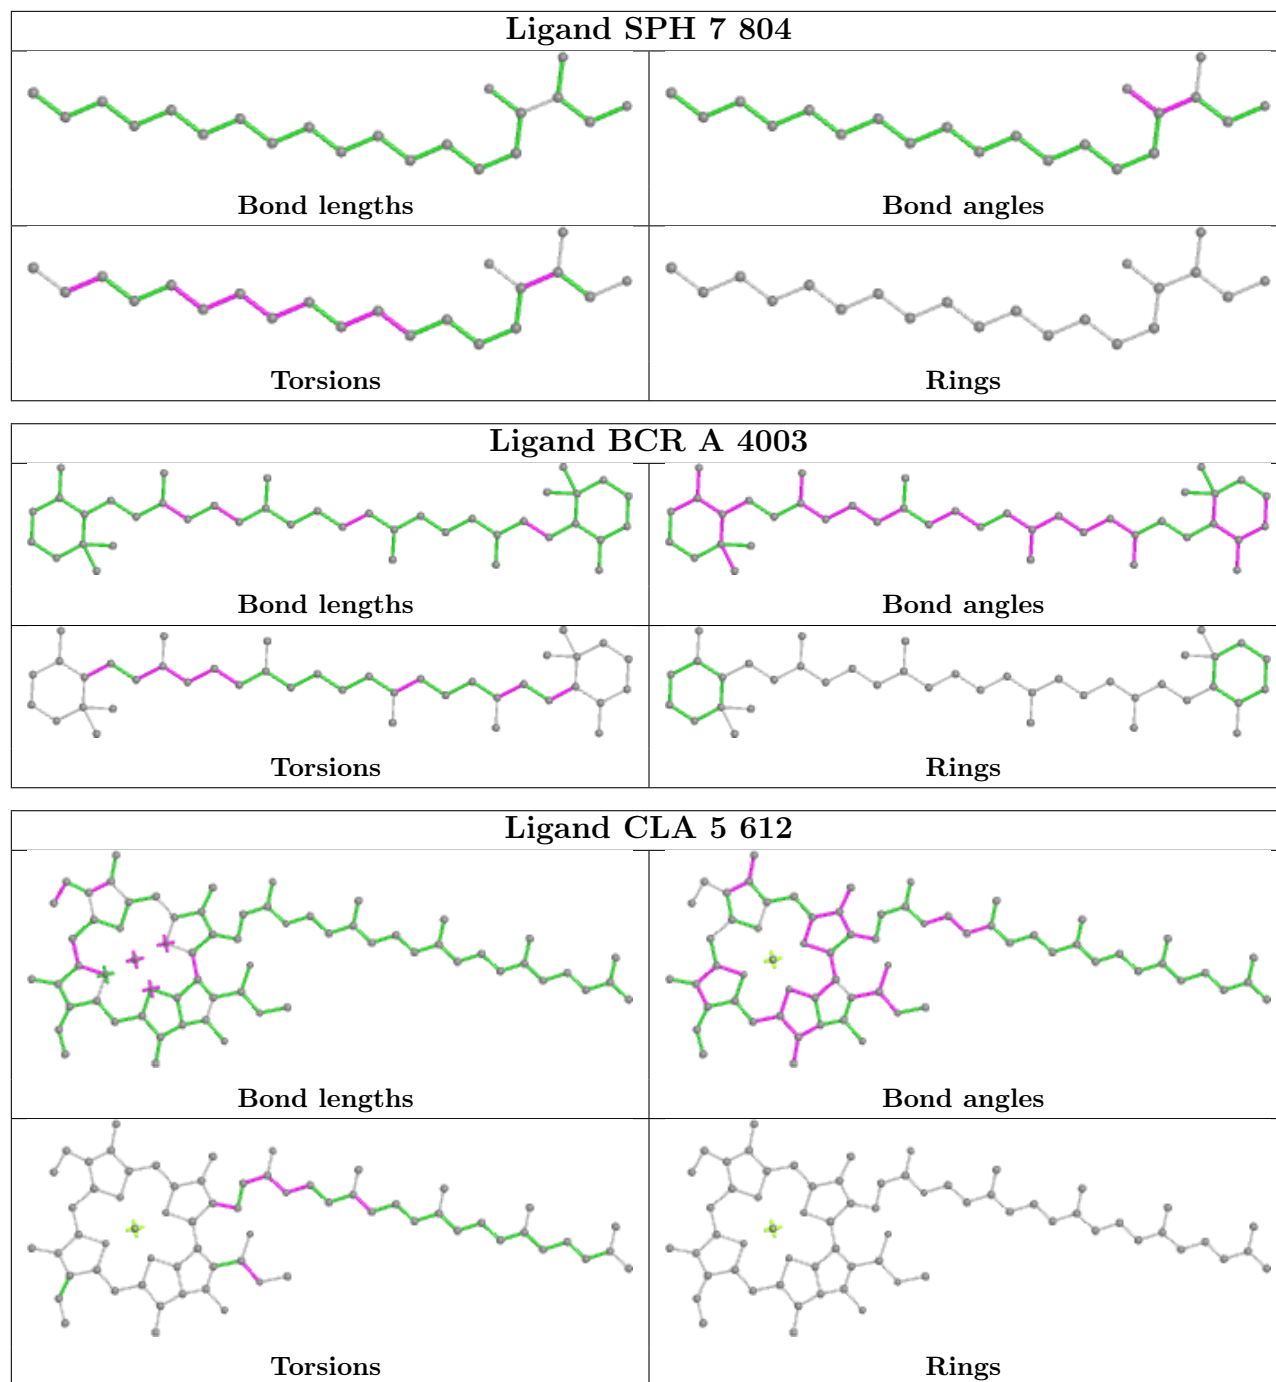 Ligand SPH 7 804
Bond lengths
Bond angles
Torsions
Rings
Ligand BCR A 4003
Bond lengths
Bond angles
Torsions
Rings
Ligand CLA 5 612
Bond lengths
Bond angles
Torsions
Rings